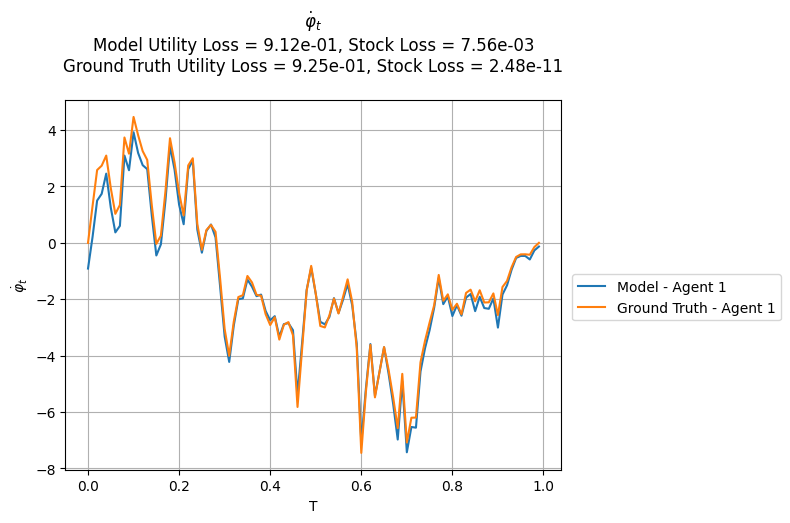 φ̇ₜ
Model Utility Loss = 9.12e-01, Stock Loss = 7.56e-03
Ground Truth Utility Loss = 9.25e-01, Stock Loss = 2.48e-11
4
2
0
−2
−4
−6
−8
φ̇ₜ
0.0 0.2 0.4 0.6 0.8 1.0
T
Model - Agent 1
Ground Truth - Agent 1